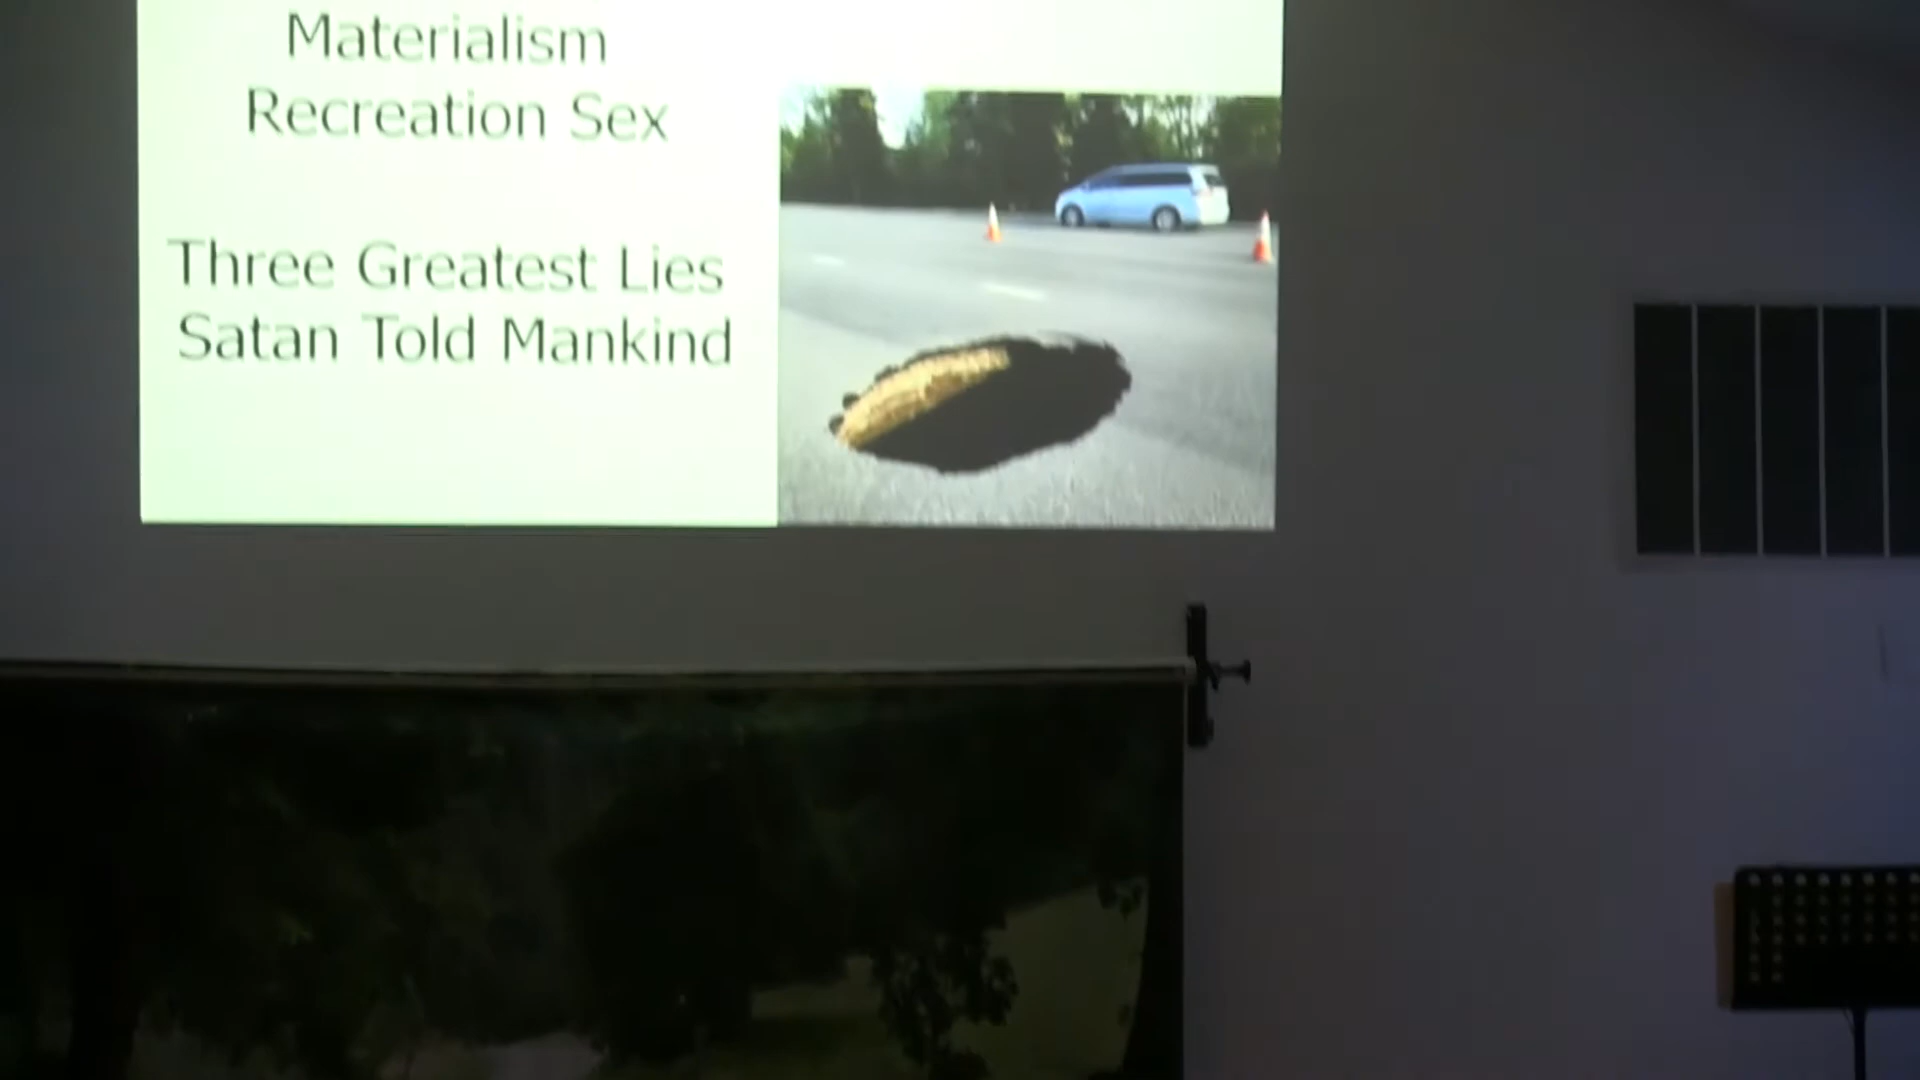 Materialism
Recreation Sex
Three Greatest Lies
Satan Told Mankind